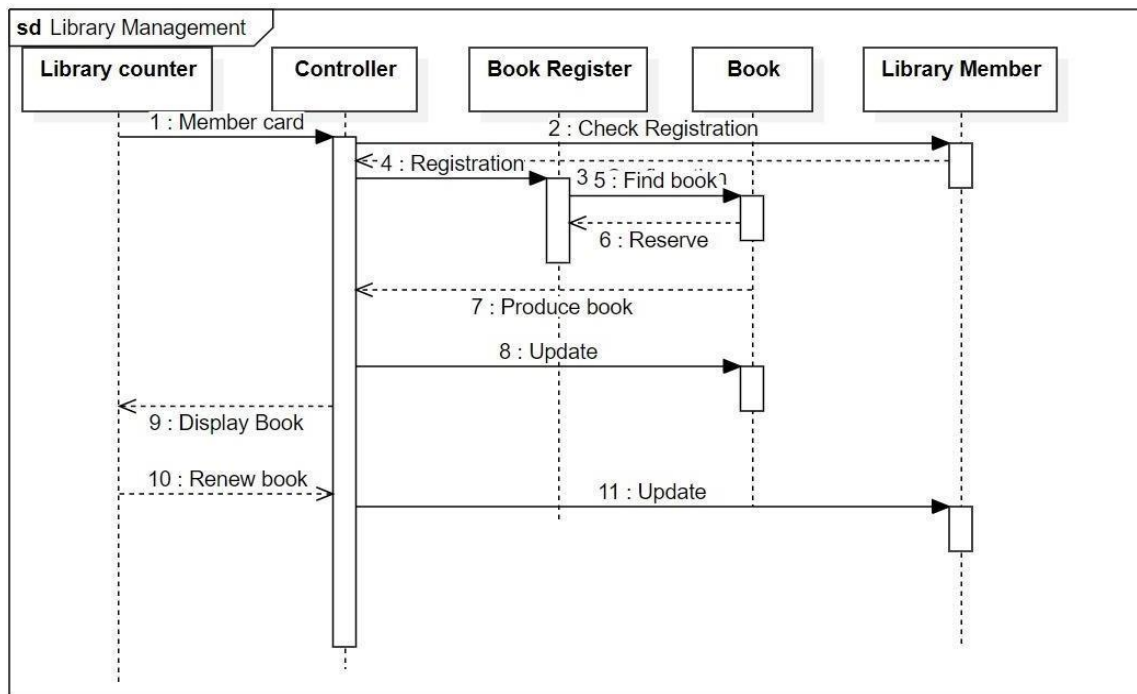 sd Library Management
Library counter
Controller
Book Register
Book
Library Member
1 : Member card
2 : Check Registration
4 : Registration
3
5 : Find book
6 : Reserve
7 : Produce book
8 : Update
9 : Display Book
10 : Renew book
11 : Update